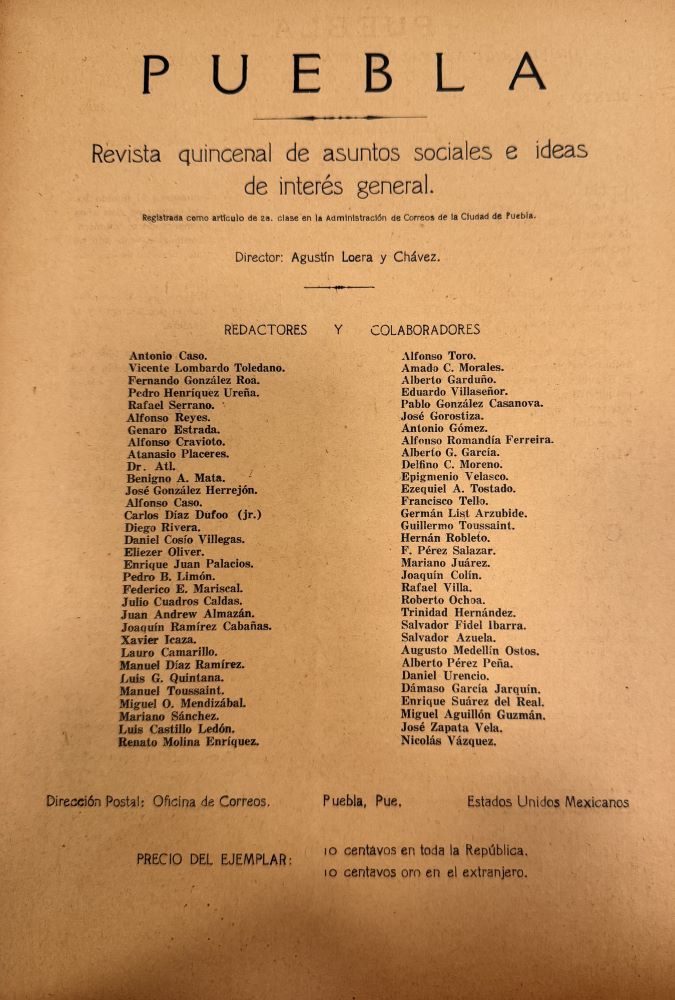 PUEBLA
Revista quincenal de asuntos sociales e ideas
de interés general.
Registrada como artículo de 2a. clase en la Administración de Correos de la Ciudad de Puebla.
Director: Agustín Loera y Chávez.
REDACTORES Y COLABORADORES
Antonio Caso.
Vicente Lombardo Toledano.
Fernando González Roa.
Pedro Henríquez Ureña.
Rafael Serrano.
Alfonso Reyes.
Genaro Estrada.
Alfonso Cravioto.
Atanasio Placeres.
Dr. Atl.
Benigno A. Mata.
José González Herrejón.
Alfonso Caso.
Carlos Díaz Dufoo (jr.)
Diego Rivera.
Daniel Cosío Villegas.
Eliezer Oliver.
Enrique Juan Palacios.
Pedro B. Limón.
Federico E. Mariscal.
Julio Cuadros Caldas.
Juan Andrew Almazán.
Joaquín Ramírez Cabañas.
Xavier Icaza.
Lauro Camarillo.
Manuel Díaz Ramírez.
Luis G. Quintana.
Manuel Toussaint.
Miguel O. Mendizábal.
Mariano Sánchez.
Luis Castillo Ledón.
Renato Molina Enríquez.
Alfonso Toro.
Amado C. Morales.
Alberto Garduño.
Eduardo Villaseñor.
Pablo González Casanova.
José Gorostiza.
Antonio Gómez.
Alfonso Romandía Ferreira.
Alberto G. García.
Delfino C. Moreno.
Epigmenio Velasco.
Ezequiel A. Tostado.
Francisco Tello.
Germán List Arzubide.
Guillermo Toussaint.
Hernán Robleto.
F. Pérez Salazar.
Mariano Juárez.
Joaquín Colín.
Rafael Villa.
Roberto Ochoa.
Trinidad Hernández.
Salvador Fidel Ibarra.
Salvador Azuela.
Augusto Medellín Ostos.
Alberto Pérez Peña.
Daniel Urencio.
Dámaso García Jarquín.
Enrique Suárez del Real.
Miguel Aguillón Guzmán.
José Zapata Vela.
Nicolás Vázquez.
Dirección Postal: Oficina de Correos. Puebla, Pue. Estados Unidos Mexicanos
PRECIO DEL EJEMPLAR:
10 centavos en toda la República.
10 centavos oro en el extranjero.